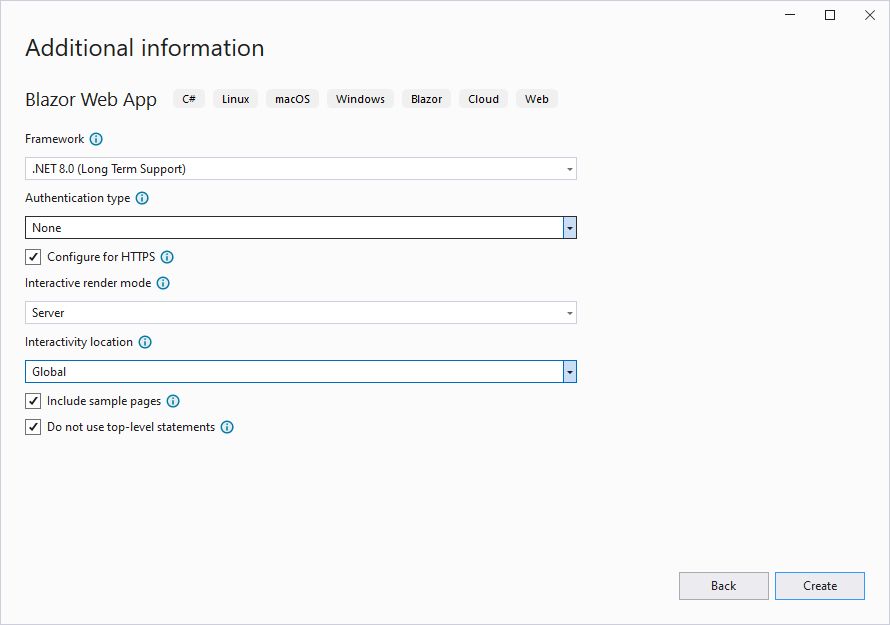 Additional information
Blazor Web App C# Linux macOS Windows Blazor Cloud Web
Framework
.NET 8.0 (Long Term Support)
Authentication type
None
Configure for HTTPS
Interactive render mode
Server
Interactivity location
Global
Include sample pages
Do not use top-level statements
Back Create